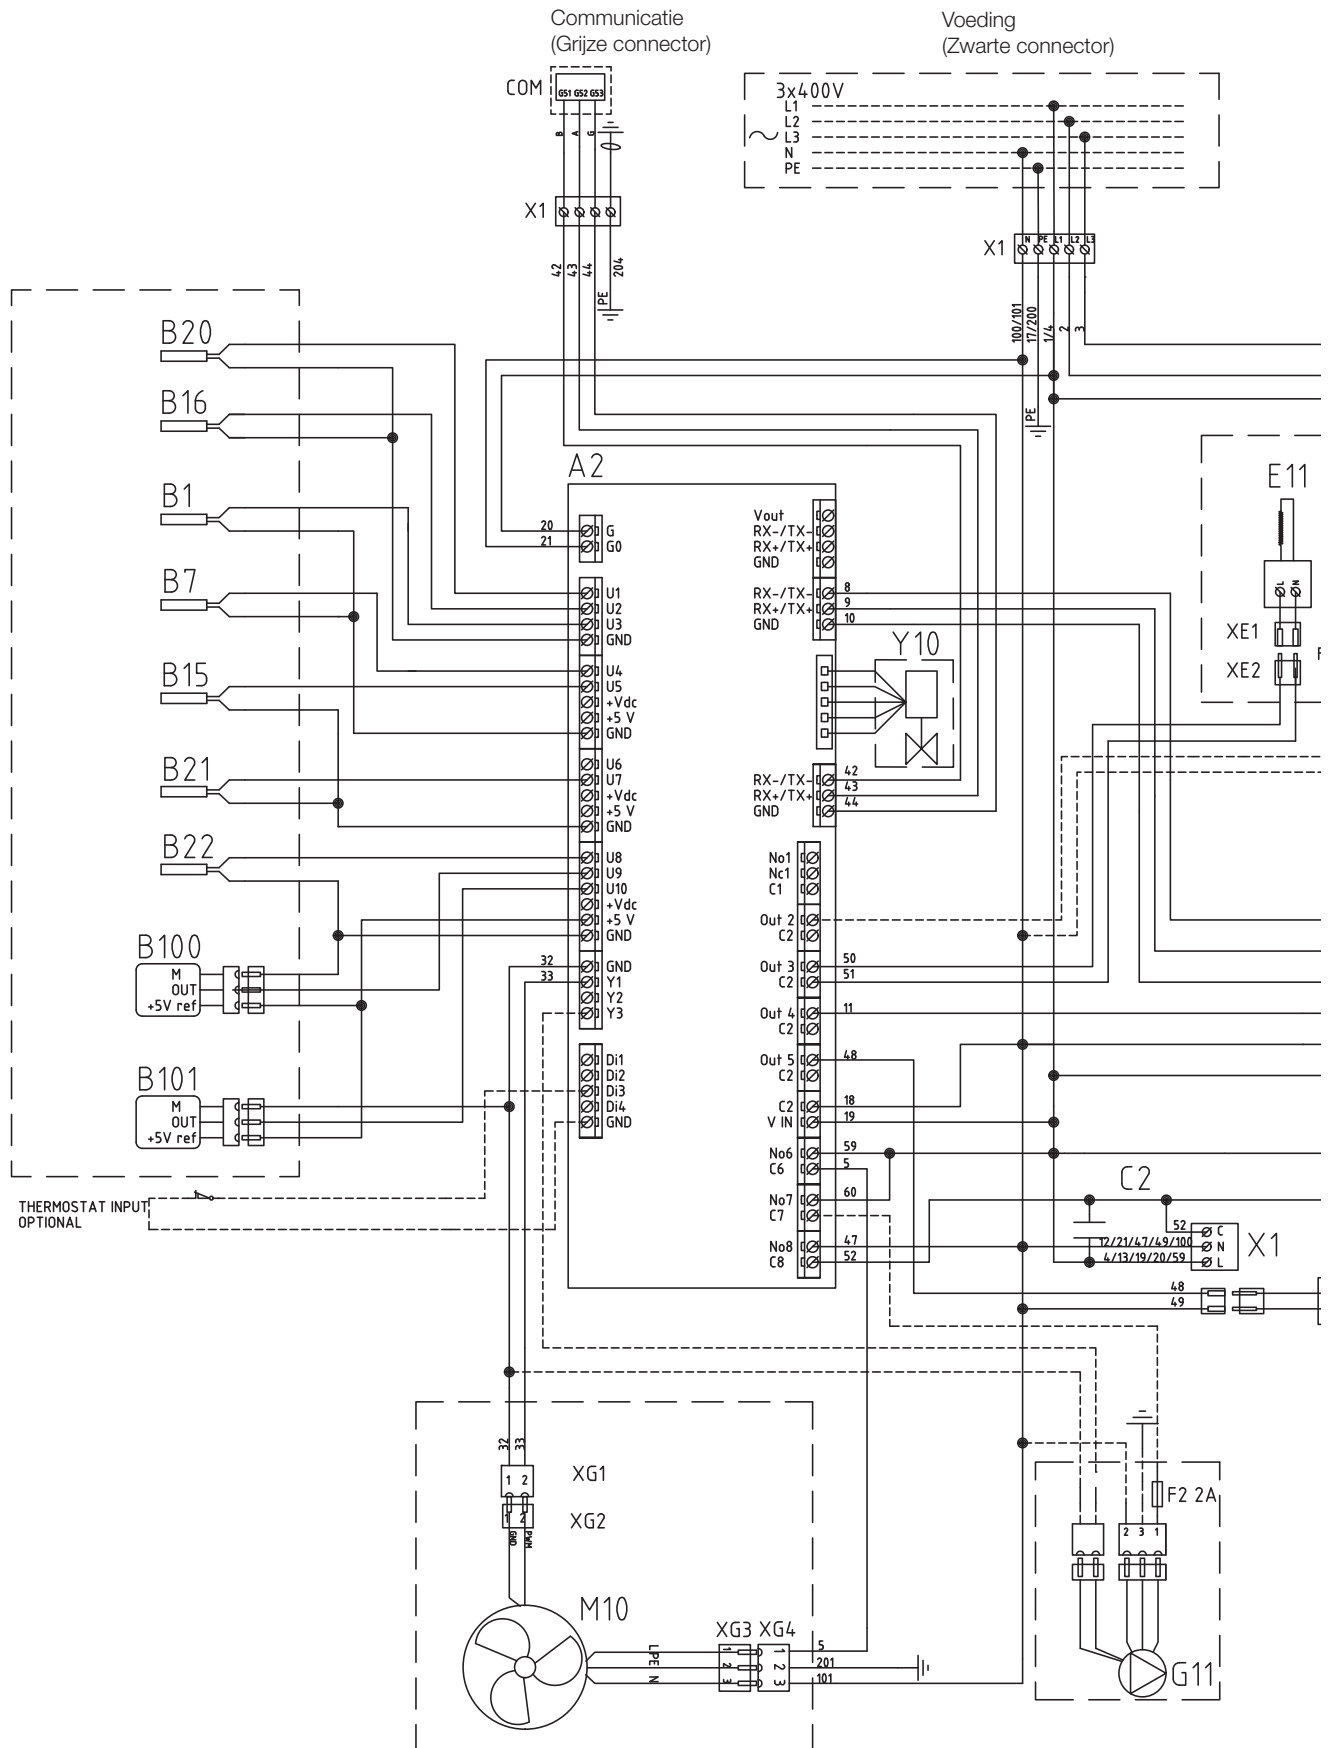 Communicatie
(Grijze connector)
Voeding
(Zwarte connector)
COM
G51 G52 G53
B A G
3x400V
L1
L2
L3
N
PE
X1
X1
N PE L1 L2 L3
42 43 44 204
PE
100/101 17/200 1/4 2 3
PE
B20
B16
B1
B7
B15
B21
B22
B100
M
OUT
+5V ref
B101
M
OUT
+5V ref
THERMOSTAT INPUT
OPTIONAL
A2
20 G
21 G0
U1
U2
U3
GND
U4
U5
+Vdc
+5 V
GND
U6
U7
+Vdc
+5 V
GND
U8
U9
U10
+Vdc
+5 V
GND
32 GND
33 Y1
Y2
Y3
Di1
Di2
Di3
Di4
GND
Vout
RX-/TX-
RX+/TX+
GND
RX-/TX- 8
RX+/TX+ 9
GND 10
Y10
RX-/TX- 42
RX+/TX+ 43
GND 44
No1
Nc1
C1
Out 2
C2
Out 3 50
C2 51
Out 4 11
C2
Out 5 48
C2
C2 18
V IN 19
No6 59
C6 5
No7 60
C7
No8 47
C8 52
E11
L N
XE1
XE2
F
C2
52 C
12/21/47/49/100 N
4/13/19/20/59 L
X1
48
49
32 33
1 2
XG1
1 2
XG2
GND PWM
M10
L PE N
XG3 XG4
1 2 3
1 2 3
5
201
101
F2 2A
2 3 1
G11